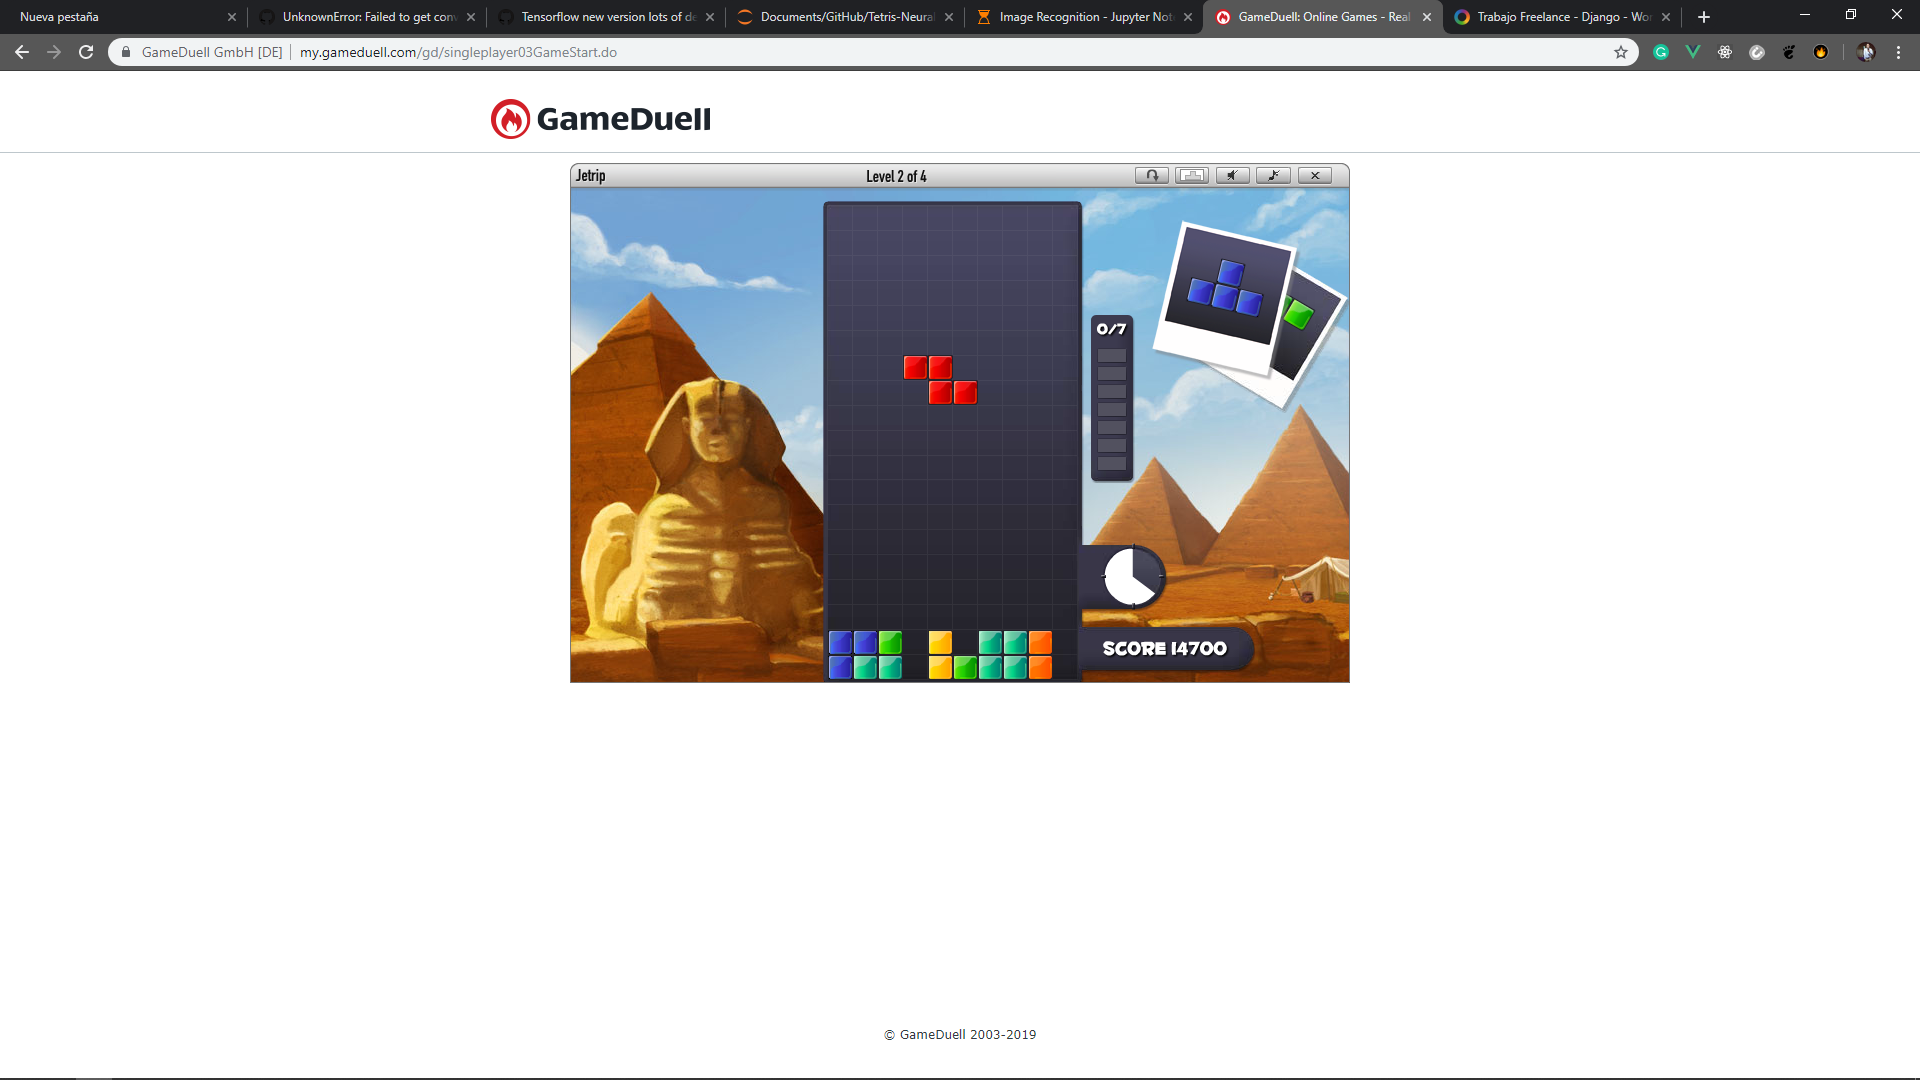 Nueva pestaña
UnknownError: Failed to get con
Tensorflow new version lots of de
Documents/GitHub/Tetris-Neural
Image Recognition - Jupyter Not
GameDuell: Online Games - Real
Trabajo Freelance - Django - Wor
GameDuell GmbH [DE] my.gameduell.com/gd/singleplayer03GameStart.do
GameDuell
Jetrip
Level 2 of 4
0/7
SCORE 14700
© GameDuell 2003-2019